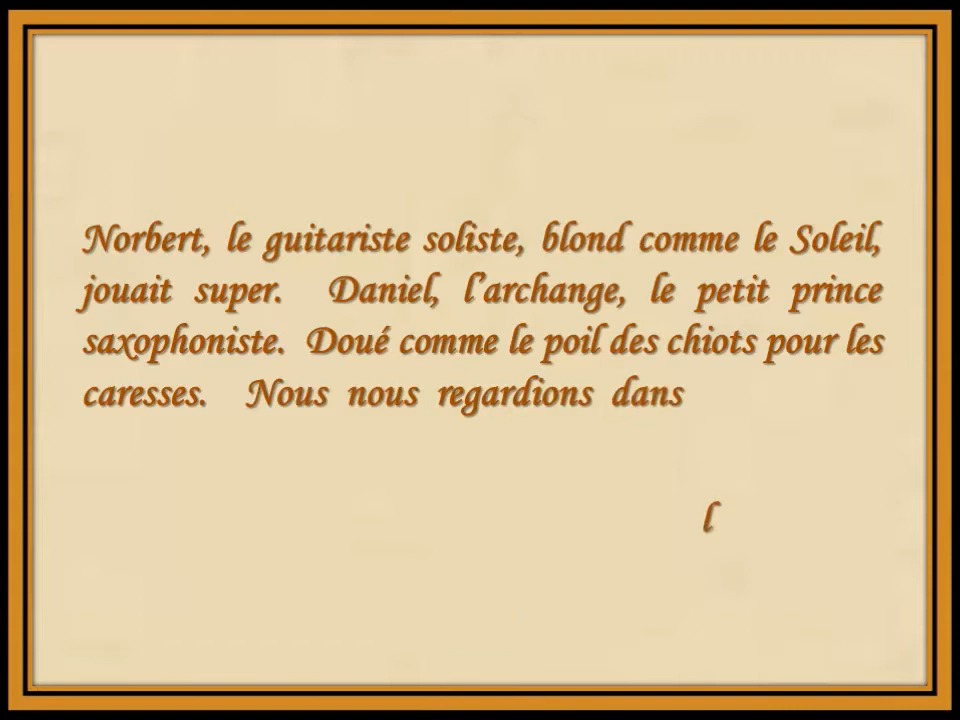 Norbert, le guitariste soliste, blond comme le Soleil,
jouait super. Daniel, l’archange, le petit prince
saxophoniste. Doué comme le poil des chiots pour les
caresses. Nous nous regardions dans
l